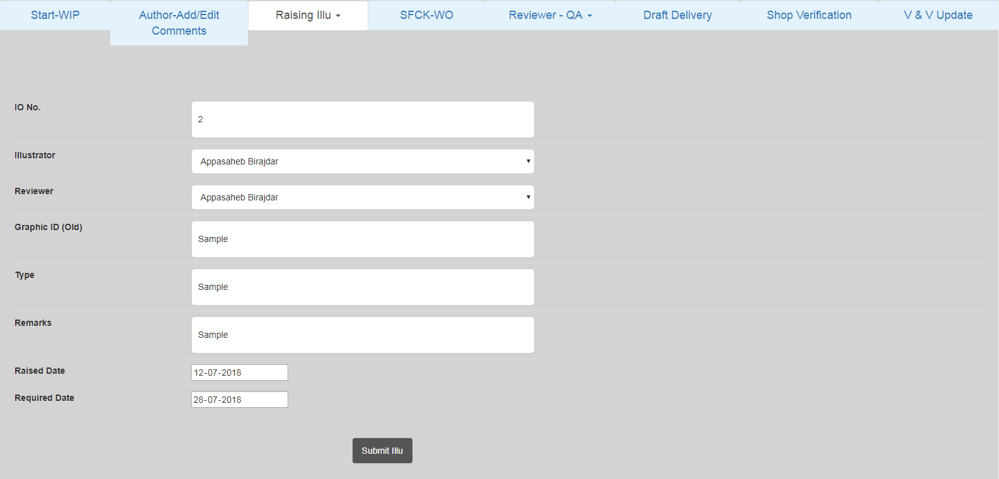 Start-WIP
Author-Add/Edit
Comments
Raising Illu
SFCK-WO
Reviewer - QA
Draft Delivery
Shop Verification
V & V Update
IO No.
2
Illustrator
Appasaheb Birajdar
Reviewer
Appasaheb Birajdar
Graphic ID (Old)
Sample
Type
Sample
Remarks
Sample
Raised Date
12-07-2018
Required Date
28-07-2018
Submit Illu